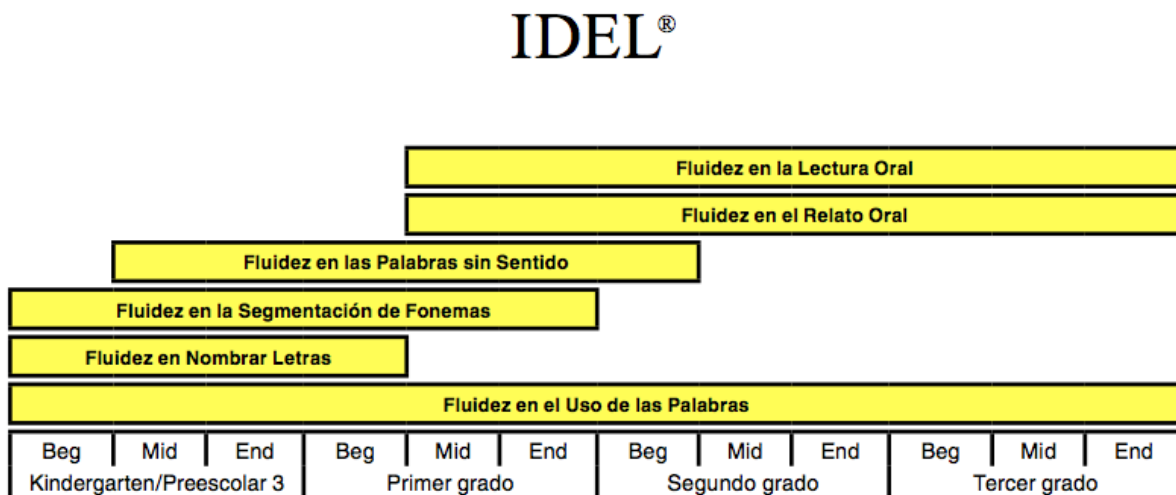 IDEL®
Fluidez en la Lectura Oral
Fluidez en el Relato Oral
Fluidez en las Palabras sin Sentido
Fluidez en la Segmentación de Fonemas
Fluidez en Nombrar Letras
Fluidez en el Uso de las Palabras
Beg Mid End Beg Mid End Beg Mid End Beg Mid End
Kindergarten/Preescolar 3 Primer grado Segundo grado Tercer grado